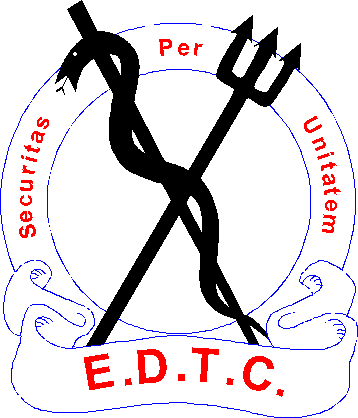 Securitas Per Unitatem
E.D.T.C.